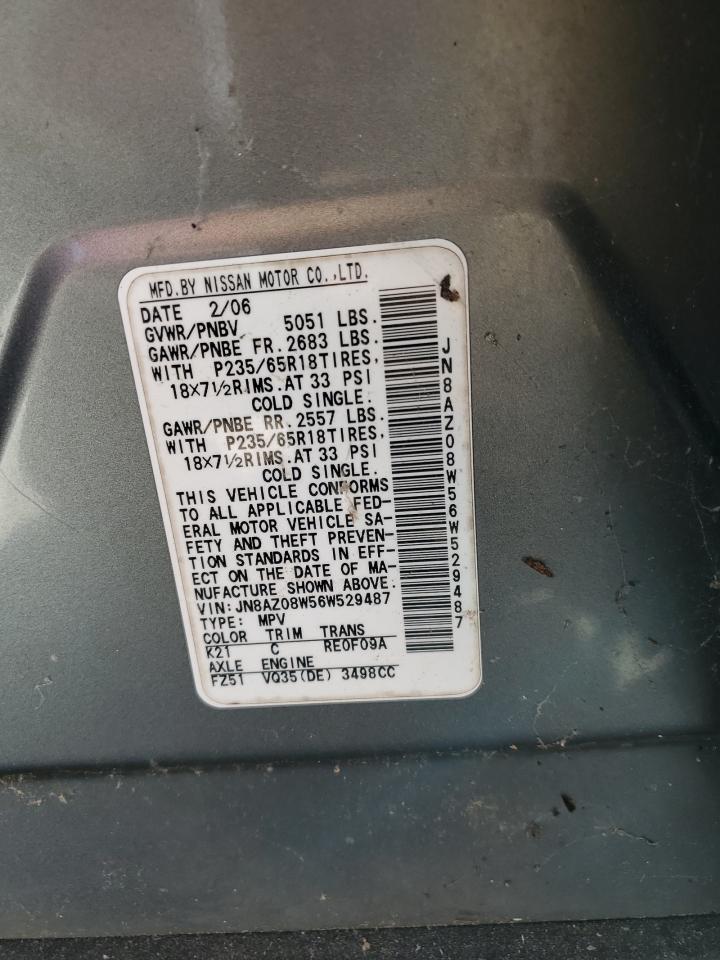 MFD.BY NISSAN MOTOR CO.,LTD.
DATE 2/06
GVWR/PNBV 5051 LBS.
GAWR/PNBE FR. 2683 LBS.
WITH P235/65R18TIRES,
18X7½RIMS.AT 33 PSI
COLD SINGLE.
GAWR/PNBE RR. 2557 LBS.
WITH P235/65R18TIRES,
18X7½RIMS.AT 33 PSI
COLD SINGLE.
THIS VEHICLE CONFORMS
TO ALL APPLICABLE FED-
ERAL MOTOR VEHICLE SA-
FETY AND THEFT PREVEN-
TION STANDARDS IN EFF-
ECT ON THE DATE OF MA-
NUFACTURE SHOWN ABOVE.
VIN:JN8AZ08W56W529487
TYPE: MPV
COLOR TRIM TRANS
K21 C RE0F09A
AXLE ENGINE
FZ51 VQ35(DE) 3498CC
JN8AZ08W56W529487